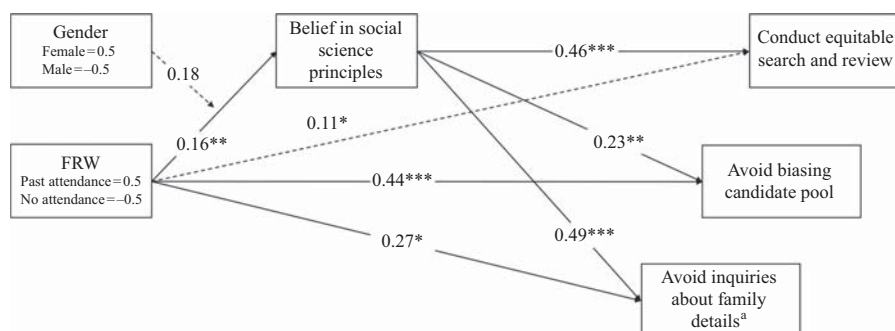 Gender
Female = 0.5
Male = –0.5
Belief in social
science
principles
Conduct equitable
search and review
0.46***
0.18
0.11*
0.16**
0.23**
FRW
Past attendance = 0.5
No attendance = –0.5
0.44***
Avoid biasing
candidate pool
0.49***
0.27*
Avoid inquiries
about family
detailsᵃ